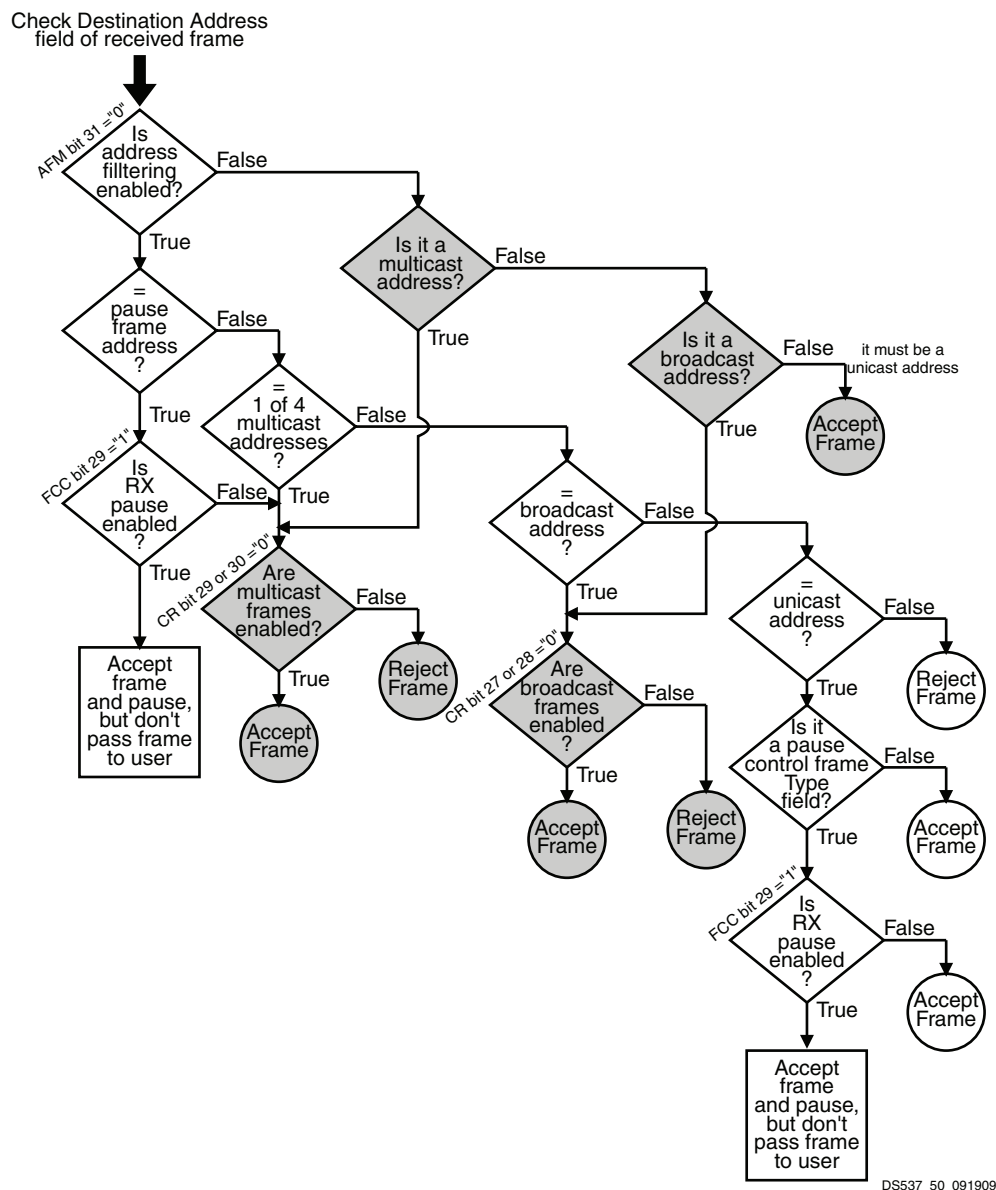 Check Destination Address
field of received frame
AFM bit 31 ="0"
Is
address
filltering
enabled?
False
True
Is it a
multicast
address?
False
True
=
pause
frame
address
?
False
True
Is it a
broadcast
address?
False
it must be a
unicast address
True
Accept
Frame
=
1 of 4
multicast
addresses
?
False
True
FCC bit 29 ="1"
Is
RX
pause
enabled
?
False
True
=
broadcast
address
?
False
True
CR bit 29 or 30 ="0"
Are
multicast
frames
enabled?
False
True
=
unicast
address
?
False
True
Accept
frame
and pause,
but don't
pass frame
to user
Reject
Frame
Accept
Frame
CR bit 27 or 28 ="0"
Are
broadcast
frames
enabled
?
False
True
Reject
Frame
Is it
a pause
control frame
Type
field?
False
True
Accept
Frame
Reject
Frame
Accept
Frame
FCC bit 29 ="1"
Is
RX
pause
enabled
?
False
True
Accept
Frame
Accept
frame
and pause,
but don't
pass frame
to user
DS537_50_091909